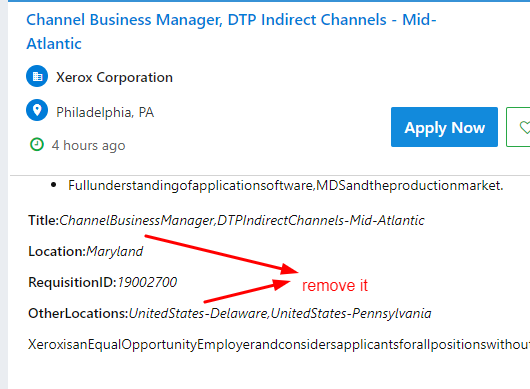 Channel Business Manager, DTP Indirect Channels - Mid-
Atlantic
Xerox Corporation
Philadelphia, PA
Apply Now
4 hours ago
Fullunderstandingofapplicationsoftware,MDSandtheproductionmarket.
Title:ChannelBusinessManager,DTPIndirectChannels-Mid-Atlantic
Location:Maryland
RequisitionID:19002700
remove it
OtherLocations:UnitedStates-Delaware,UnitedStates-Pennsylvania
XeroxisanEqualOpportunityEmployerandconsidersapplicantsforallpositionswithou